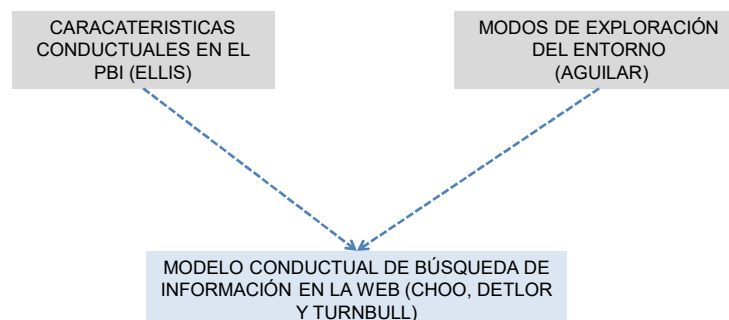 CARACATERISTICAS
CONDUCTUALES EN EL
PBI (ELLIS)
MODOS DE EXPLORACIÓN
DEL ENTORNO
(AGUILAR)
MODELO CONDUCTUAL DE BÚSQUEDA DE
INFORMACIÓN EN LA WEB (CHOO, DETLOR
Y TURNBULL)